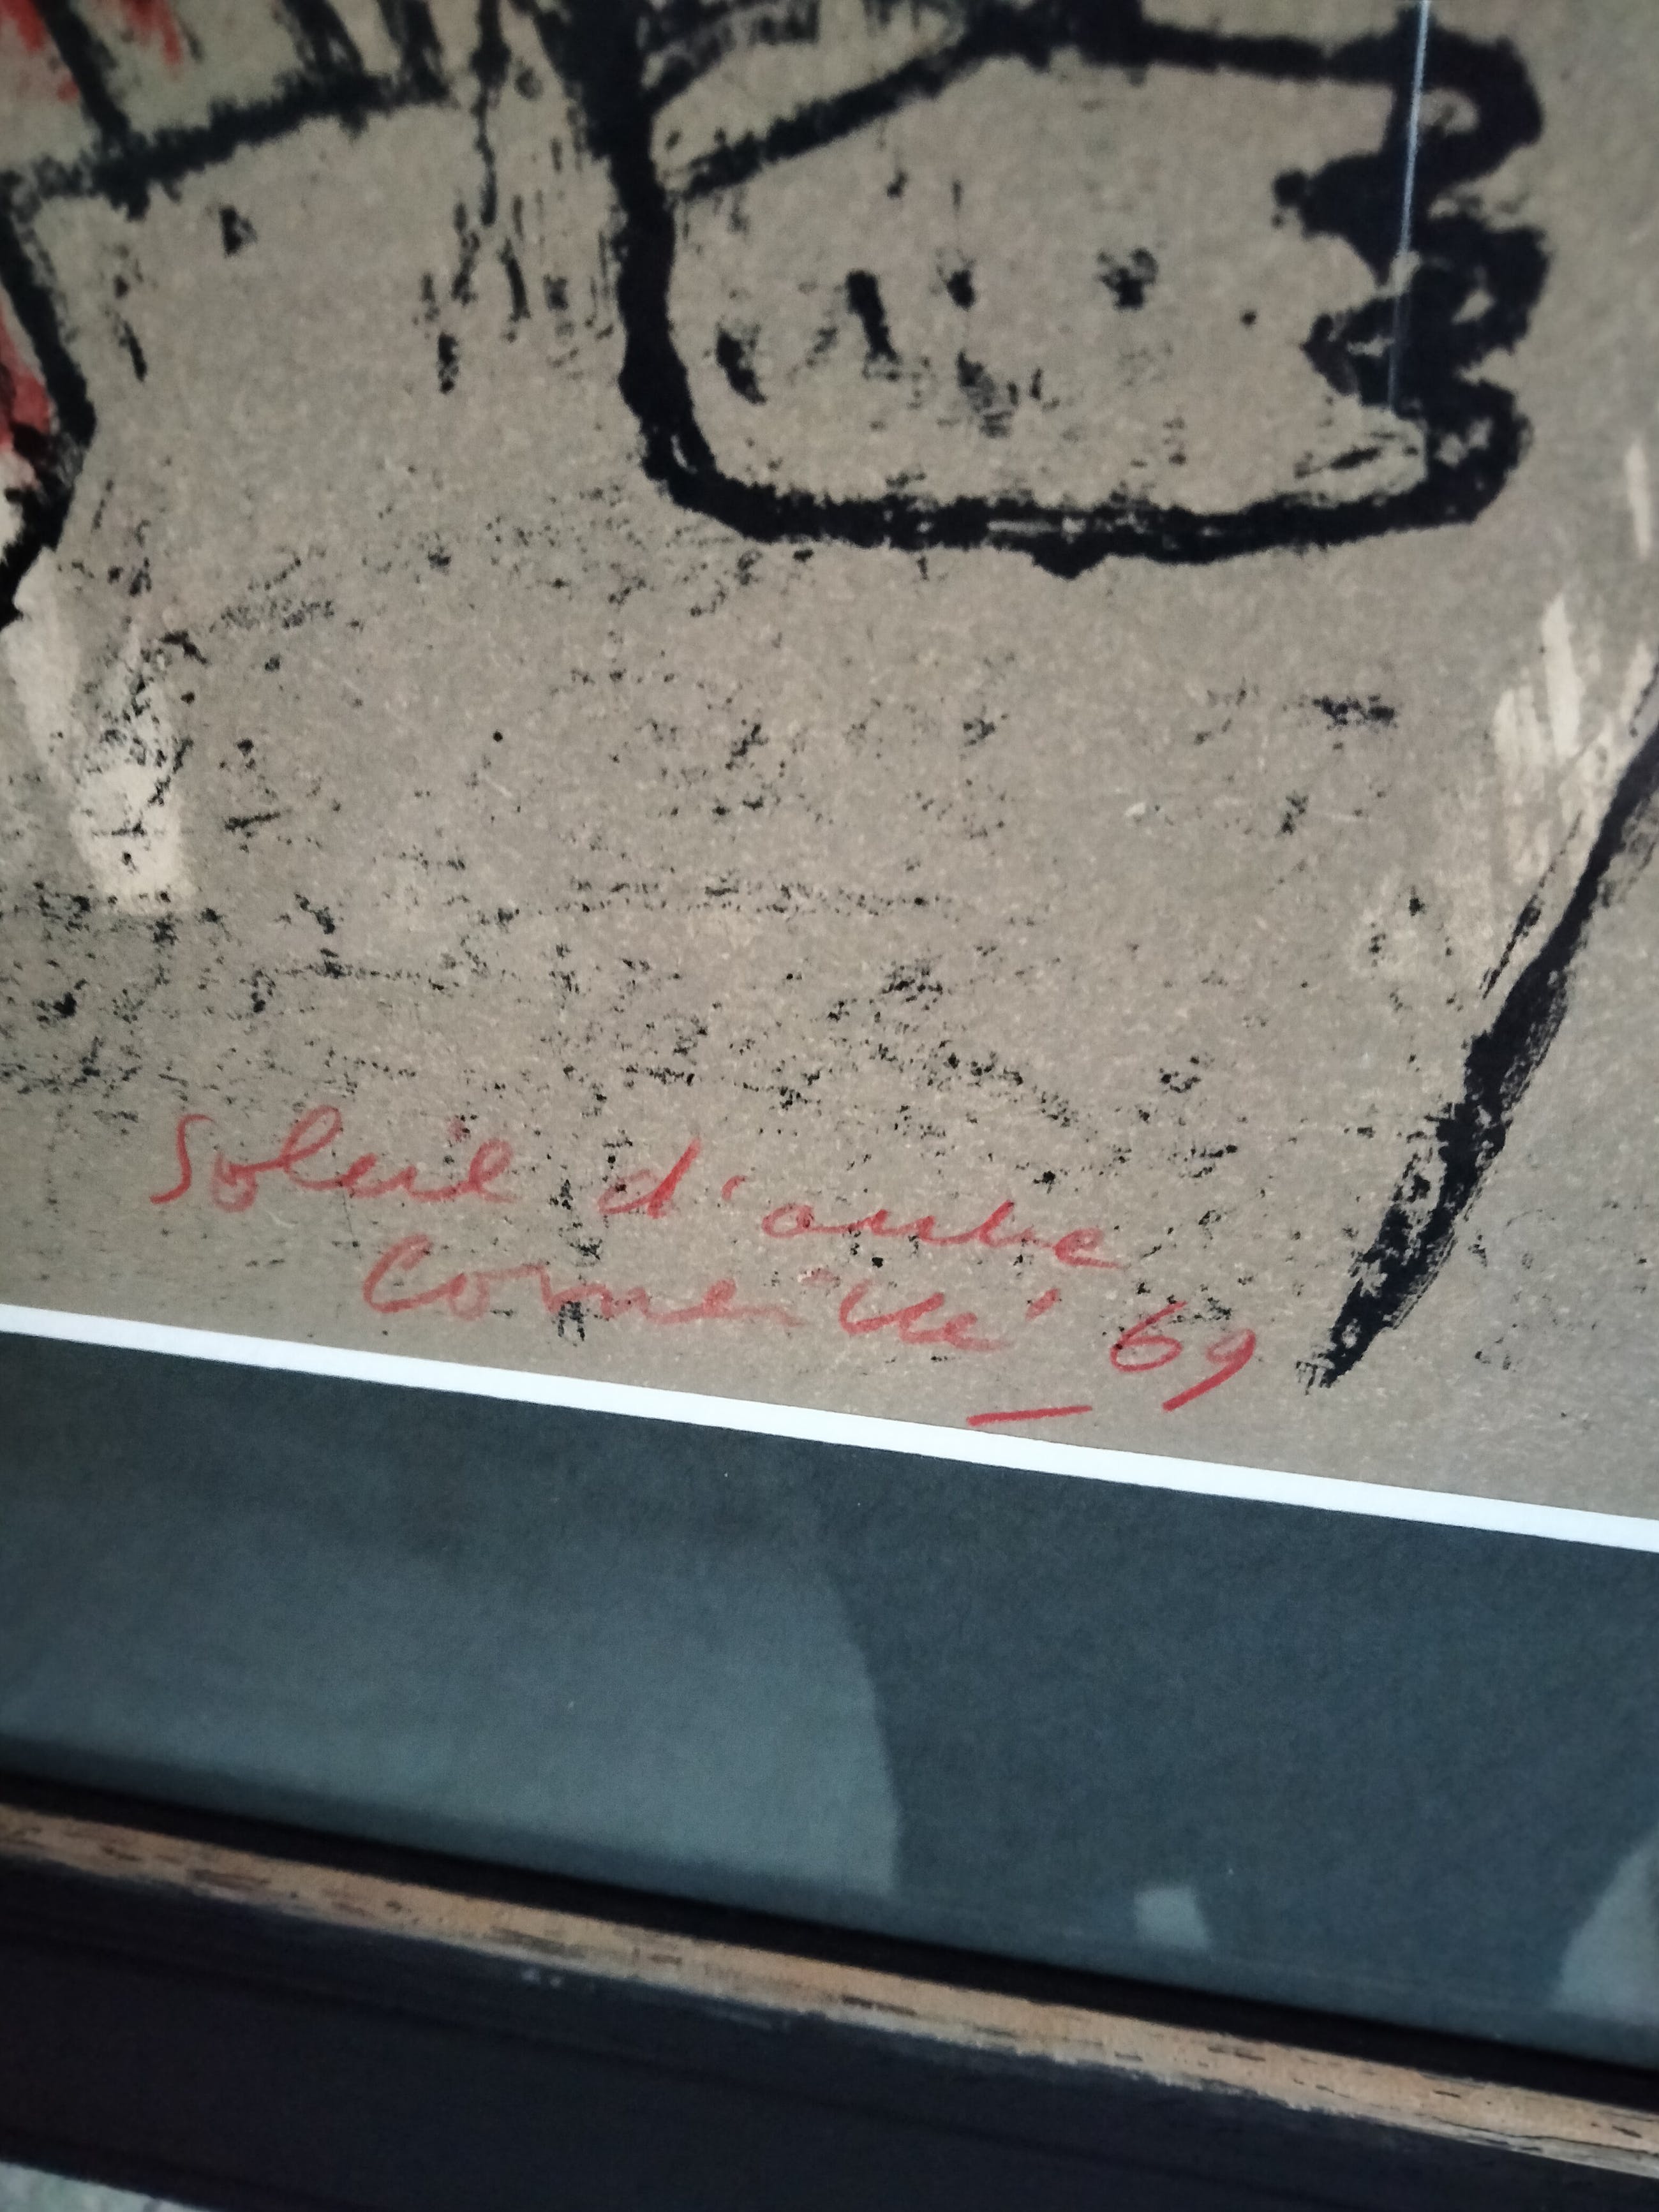 Soleil d'aube
Corneille '69